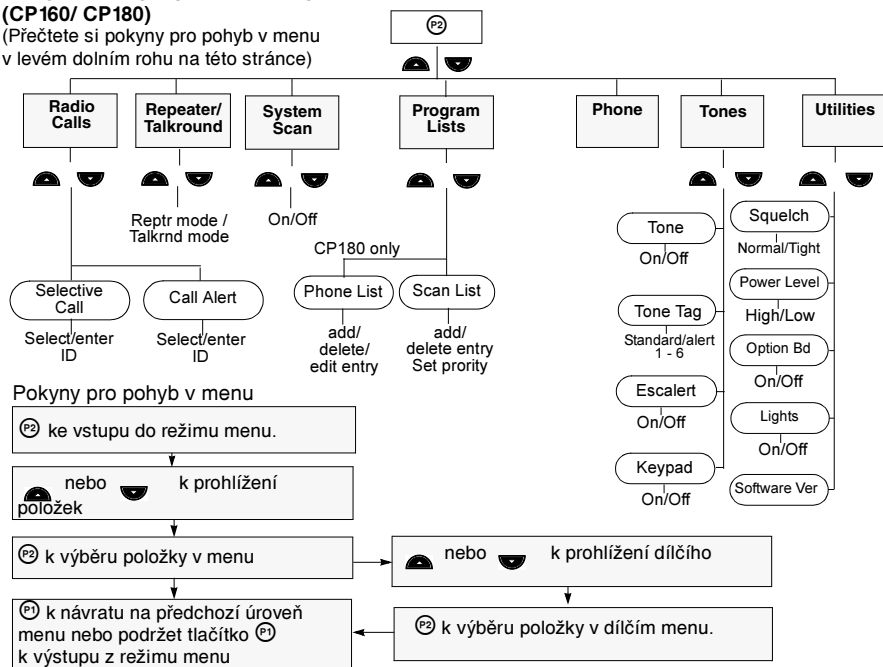 (CP160/ CP180)
(Přečtete si pokyny pro pohyb v menu
v levém dolním rohu na této stránce)
P2
Radio
Calls
Repeater/
Talkround
System
Scan
Program
Lists
Phone
Tones
Utilities
Reptr mode /
Talkrnd mode
On/Off
CP180 only
Selective
Call
Select/enter
ID
Call Alert
Select/enter
ID
Phone List
add/
delete/
edit entry
Scan List
add/
delete entry
Set prority
Tone
On/Off
Tone Tag
Standard/alert
1 - 6
Escalert
On/Off
Keypad
On/Off
Squelch
Normal/Tight
Power Level
High/Low
Option Bd
On/Off
Lights
On/Off
Software Ver
Pokyny pro pohyb v menu
P2 ke vstupu do režimu menu.
nebo k prohlížení
položek
P2 k výběru položky v menu
nebo k prohlížení dílčího
P2 k výběru položky v dílčím menu.
P1 k návratu na předchozí úroveň
menu nebo podržet tlačítko P1
k výstupu z režimu menu